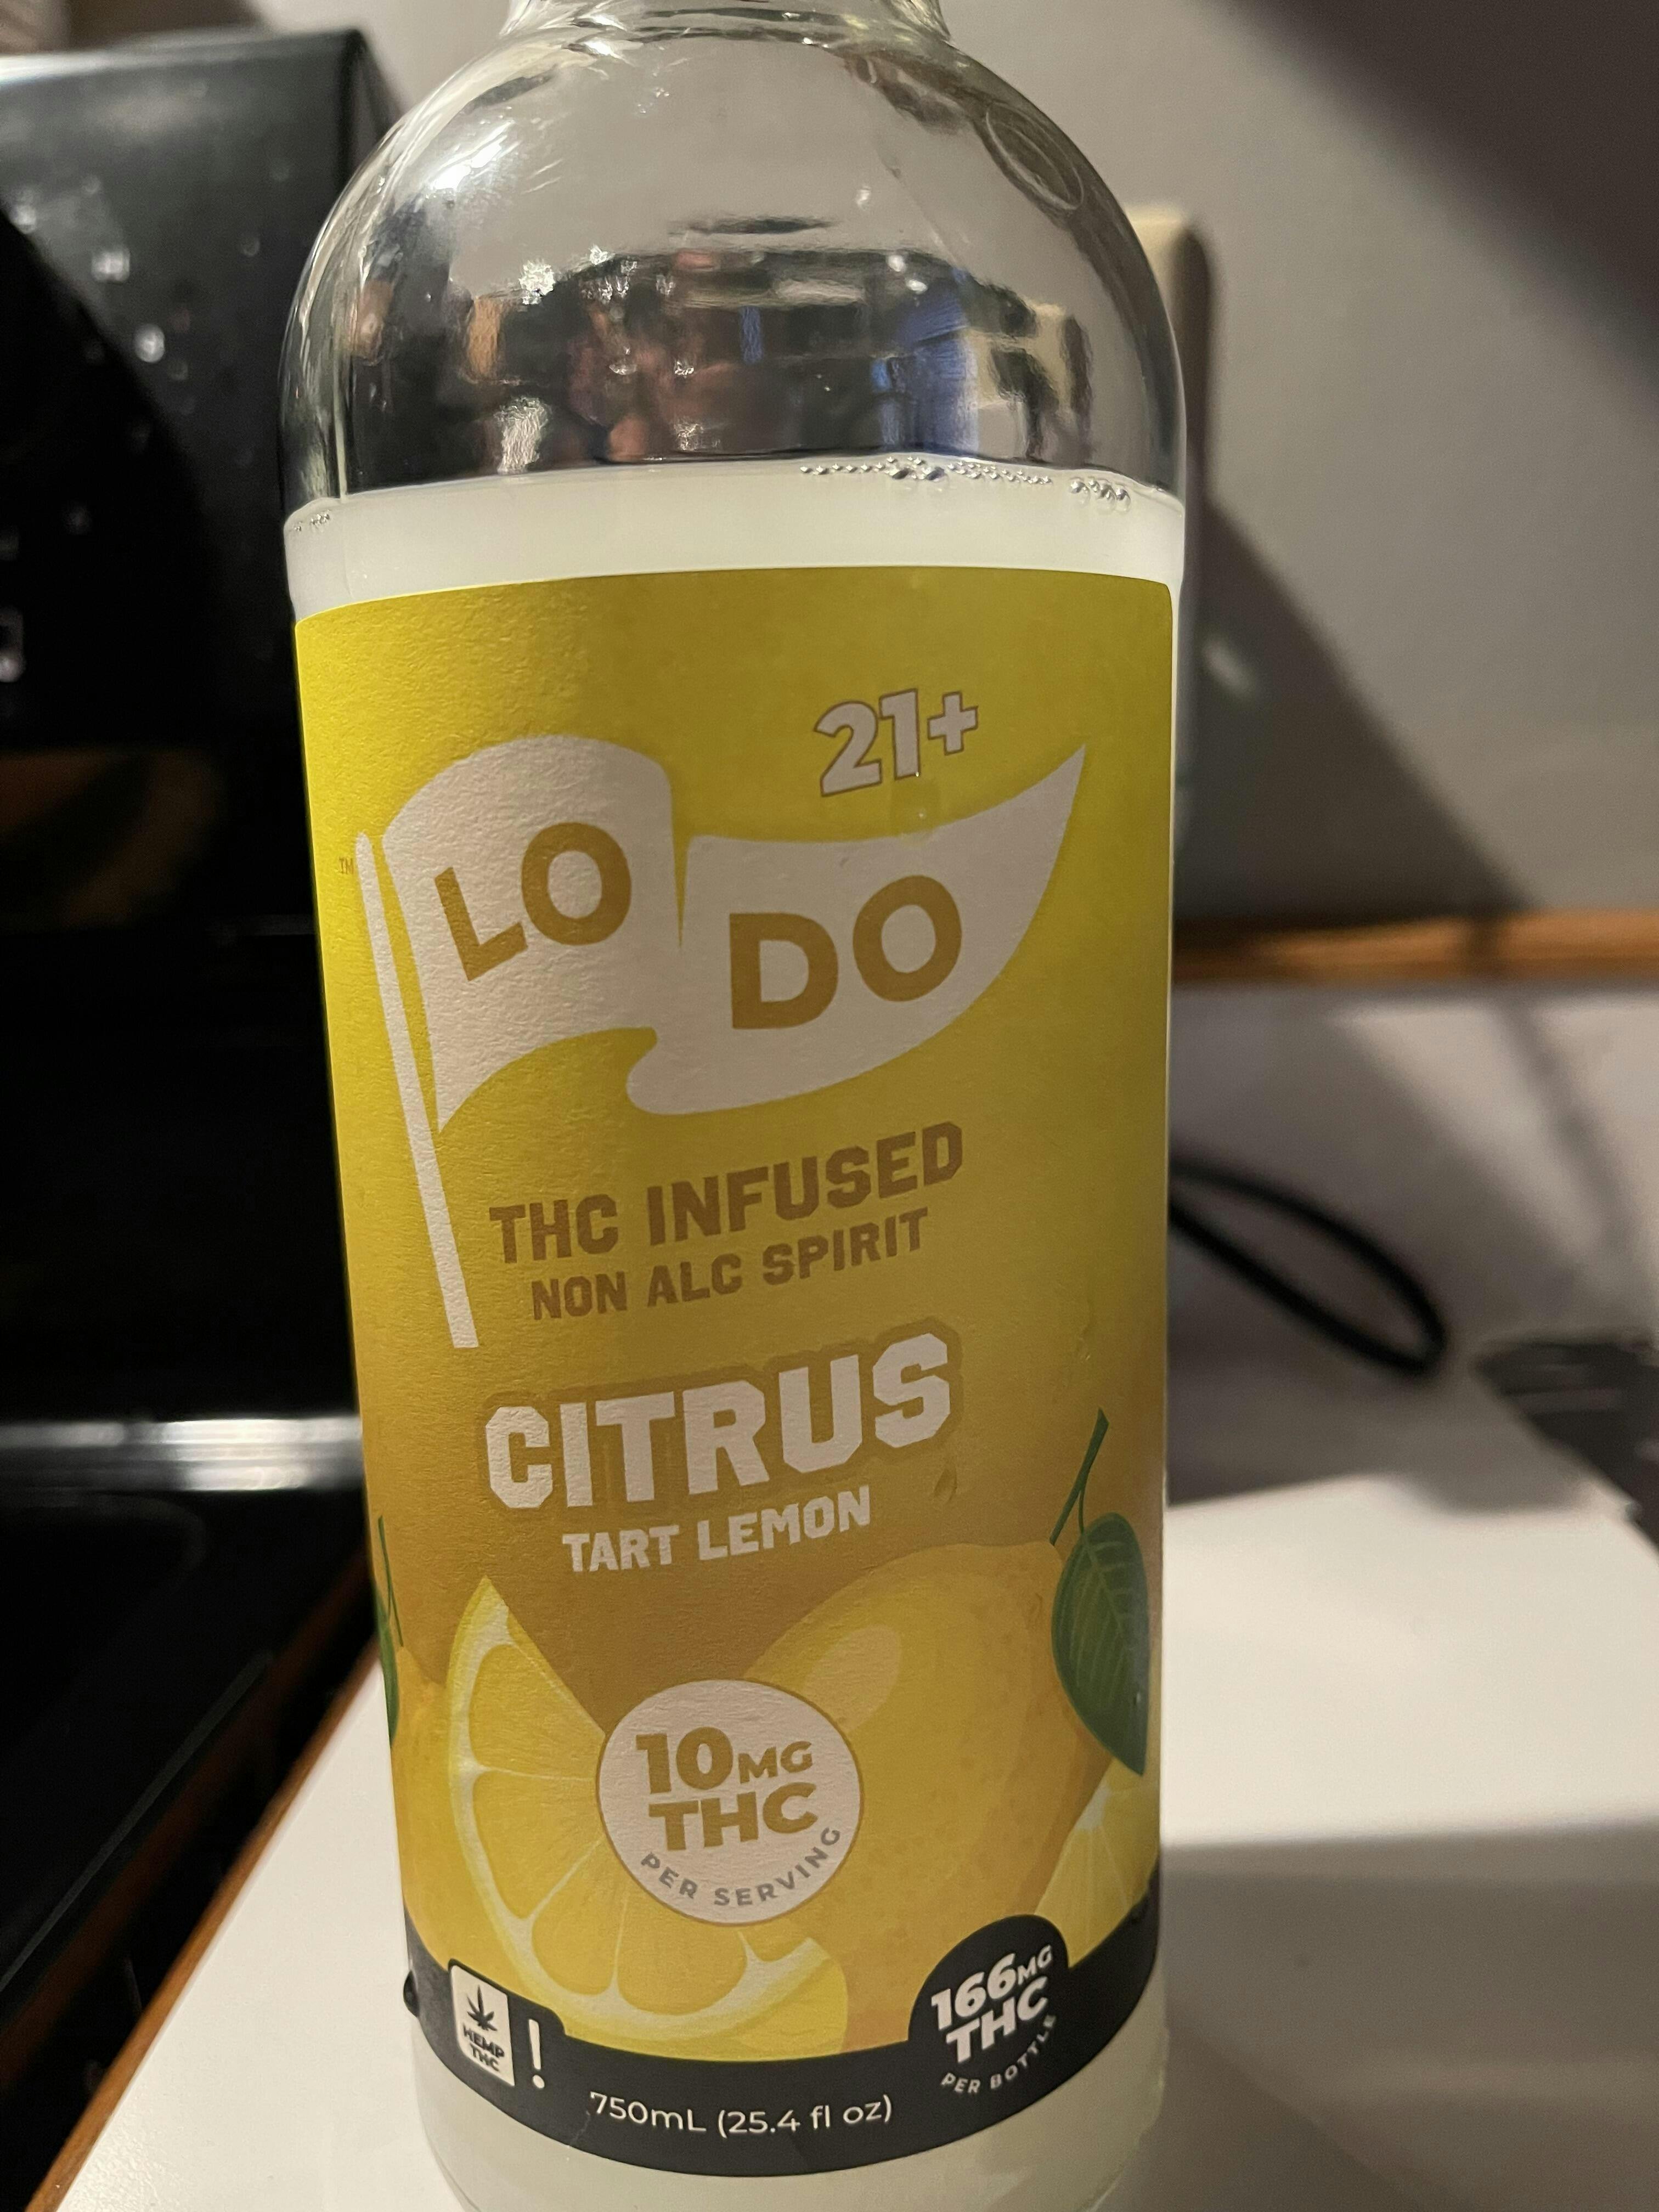 21+
LO DO
TM
THC INFUSED
NON ALC SPIRIT
CITRUS
TART LEMON
10MG
THC
PER SERVING
166MG
THC
PER BOTTLE
HEMP
THC
!
750mL (25.4 fl oz)